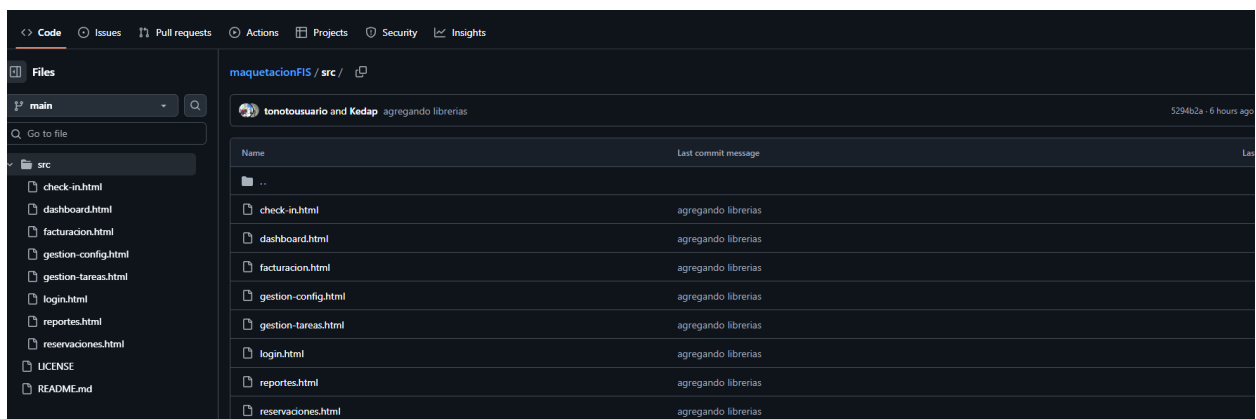 Code Issues Pull requests Actions Projects Security Insights
Files
main
Go to file
src
check-in.html
dashboard.html
facturacion.html
gestion-config.html
gestion-tareas.html
login.html
reportes.html
reservaciones.html
LICENSE
README.md
maquetacionFIS / src /
tonotousuario and Kedap agregando librerias 5294b2a · 6 hours ago
Name Last commit message Las
..
check-in.html agregando librerias
dashboard.html agregando librerias
facturacion.html agregando librerias
gestion-config.html agregando librerias
gestion-tareas.html agregando librerias
login.html agregando librerias
reportes.html agregando librerias
reservaciones.html agregando librerias